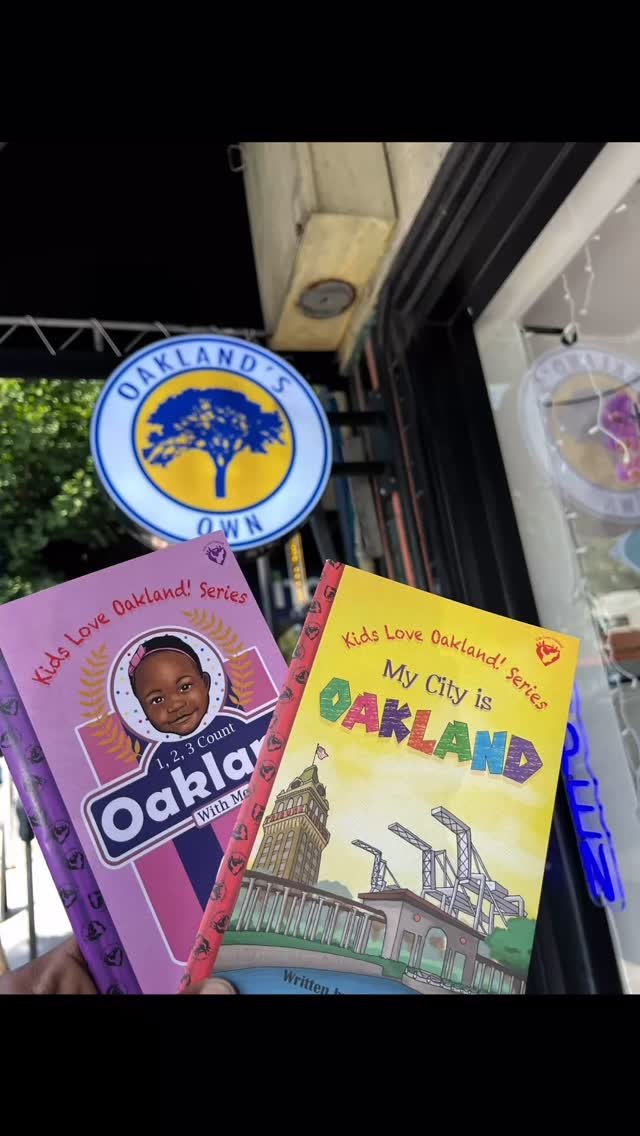 OAKLAND'S
OWN
Kids Love Oakland! Series
1, 2, 3 Count
Oaklan
With Me
Kids Love Oakland! Series
My City is
OAKLAND
Written